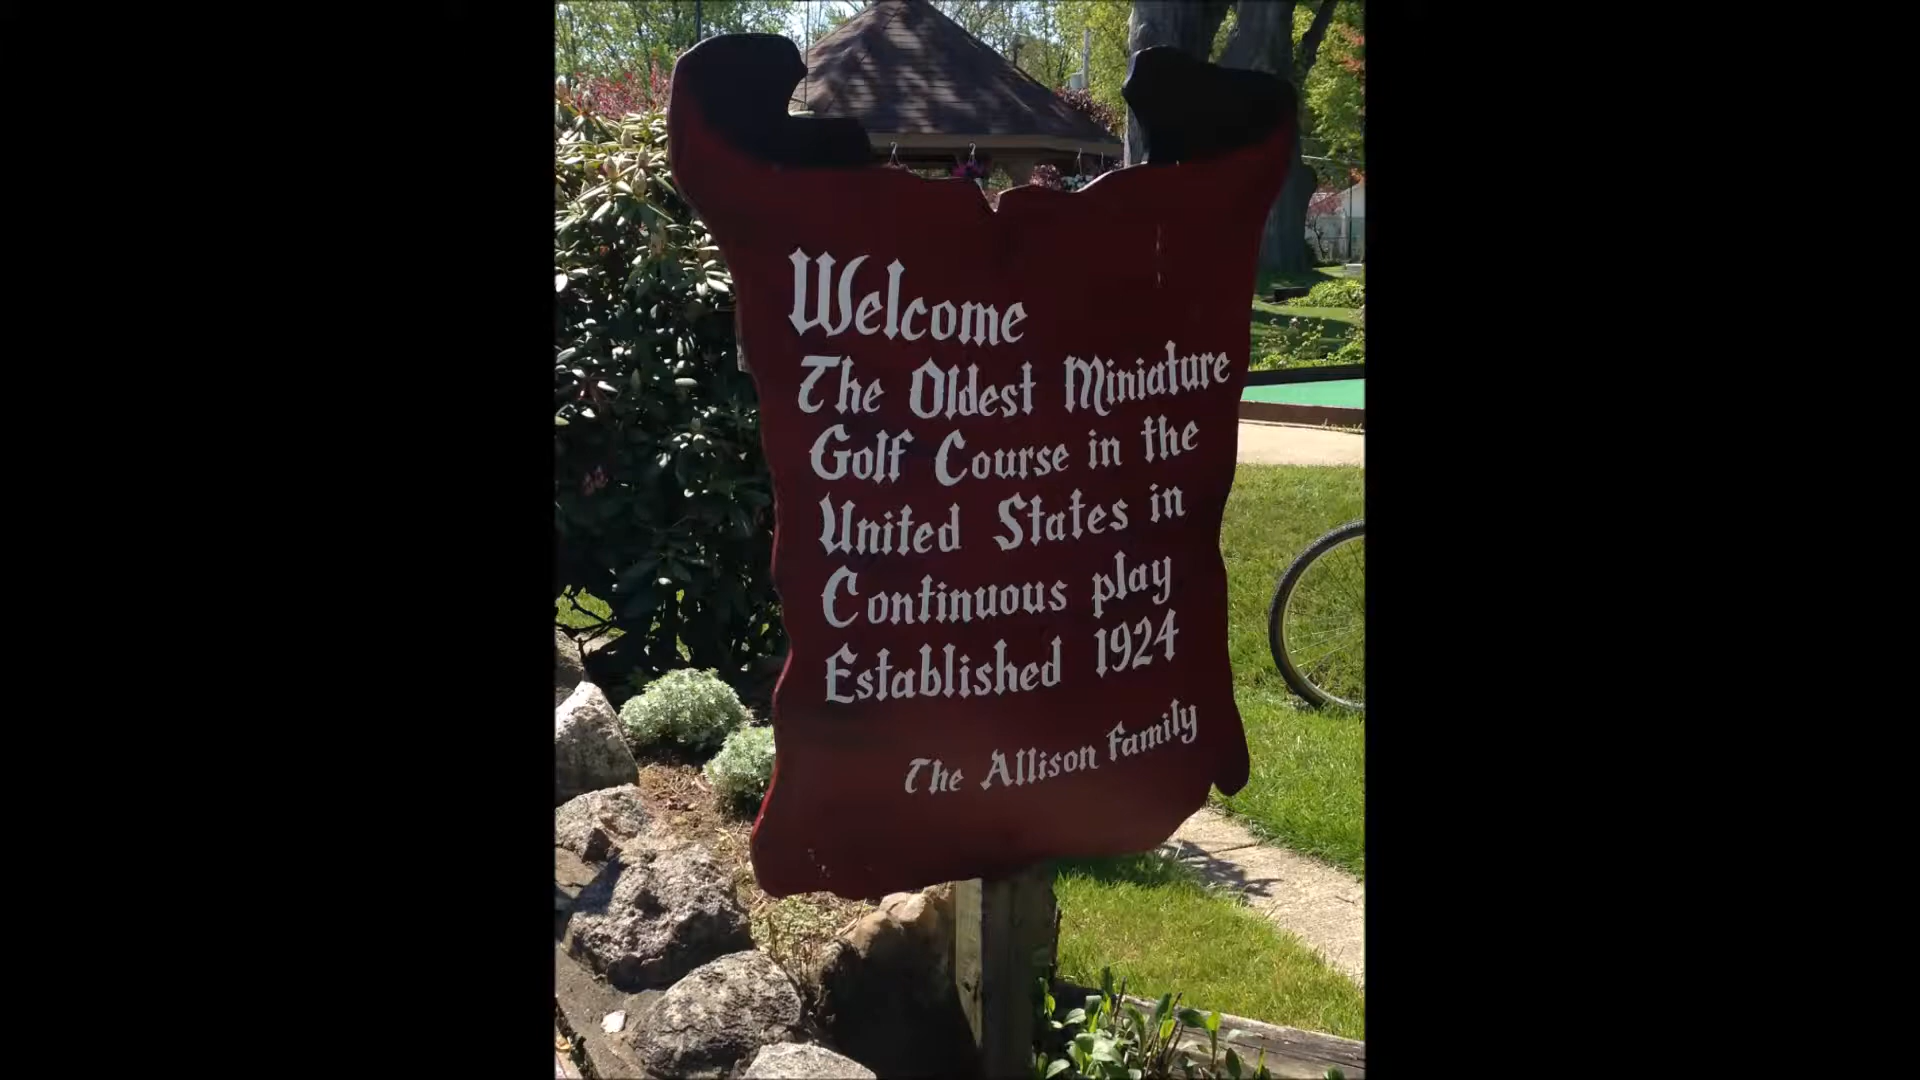 Welcome
The Oldest Miniature
Golf Course in the
United States in
Continuous play
Established 1924
The Allison Family